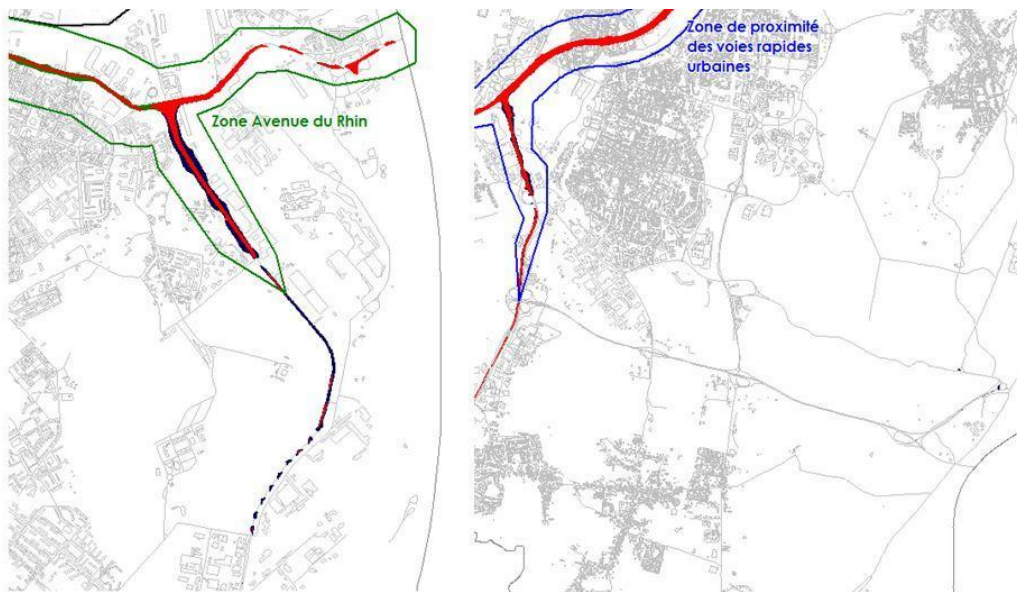 Zone Avenue du Rhin
Zone de proximité
des voies rapides
urbaines